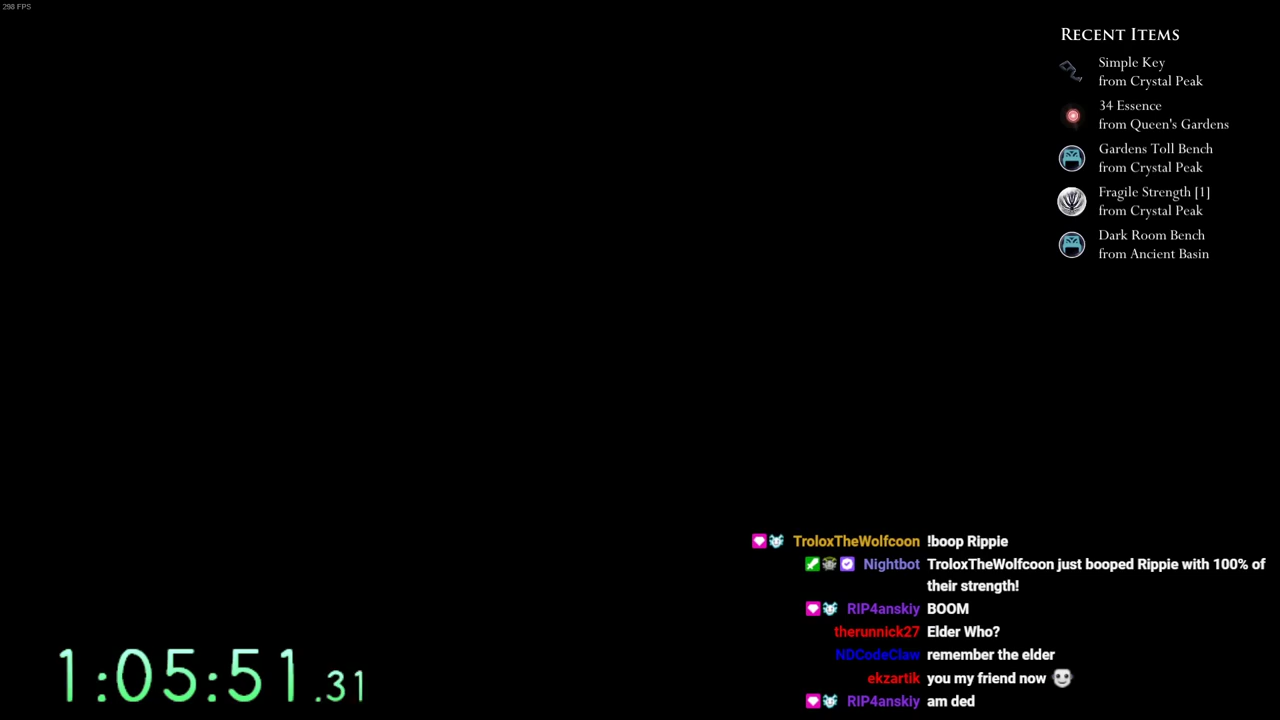 298 FPS
Recent Items
Simple Key
from Crystal Peak
34 Essence
from Queen's Gardens
Gardens Toll Bench
from Crystal Peak
Fragile Strength [1]
from Crystal Peak
Dark Room Bench
from Ancient Basin
TroloxTheWolfcoon !boop Rippie
Nightbot TroloxTheWolfcoon just booped Rippie with 100% of
their strength!
RIP4anskiy BOOM
therunnick27 Elder Who?
NDCodeClaw remember the elder
ekzartik you my friend now
RIP4anskiy am ded
1:05:51.31